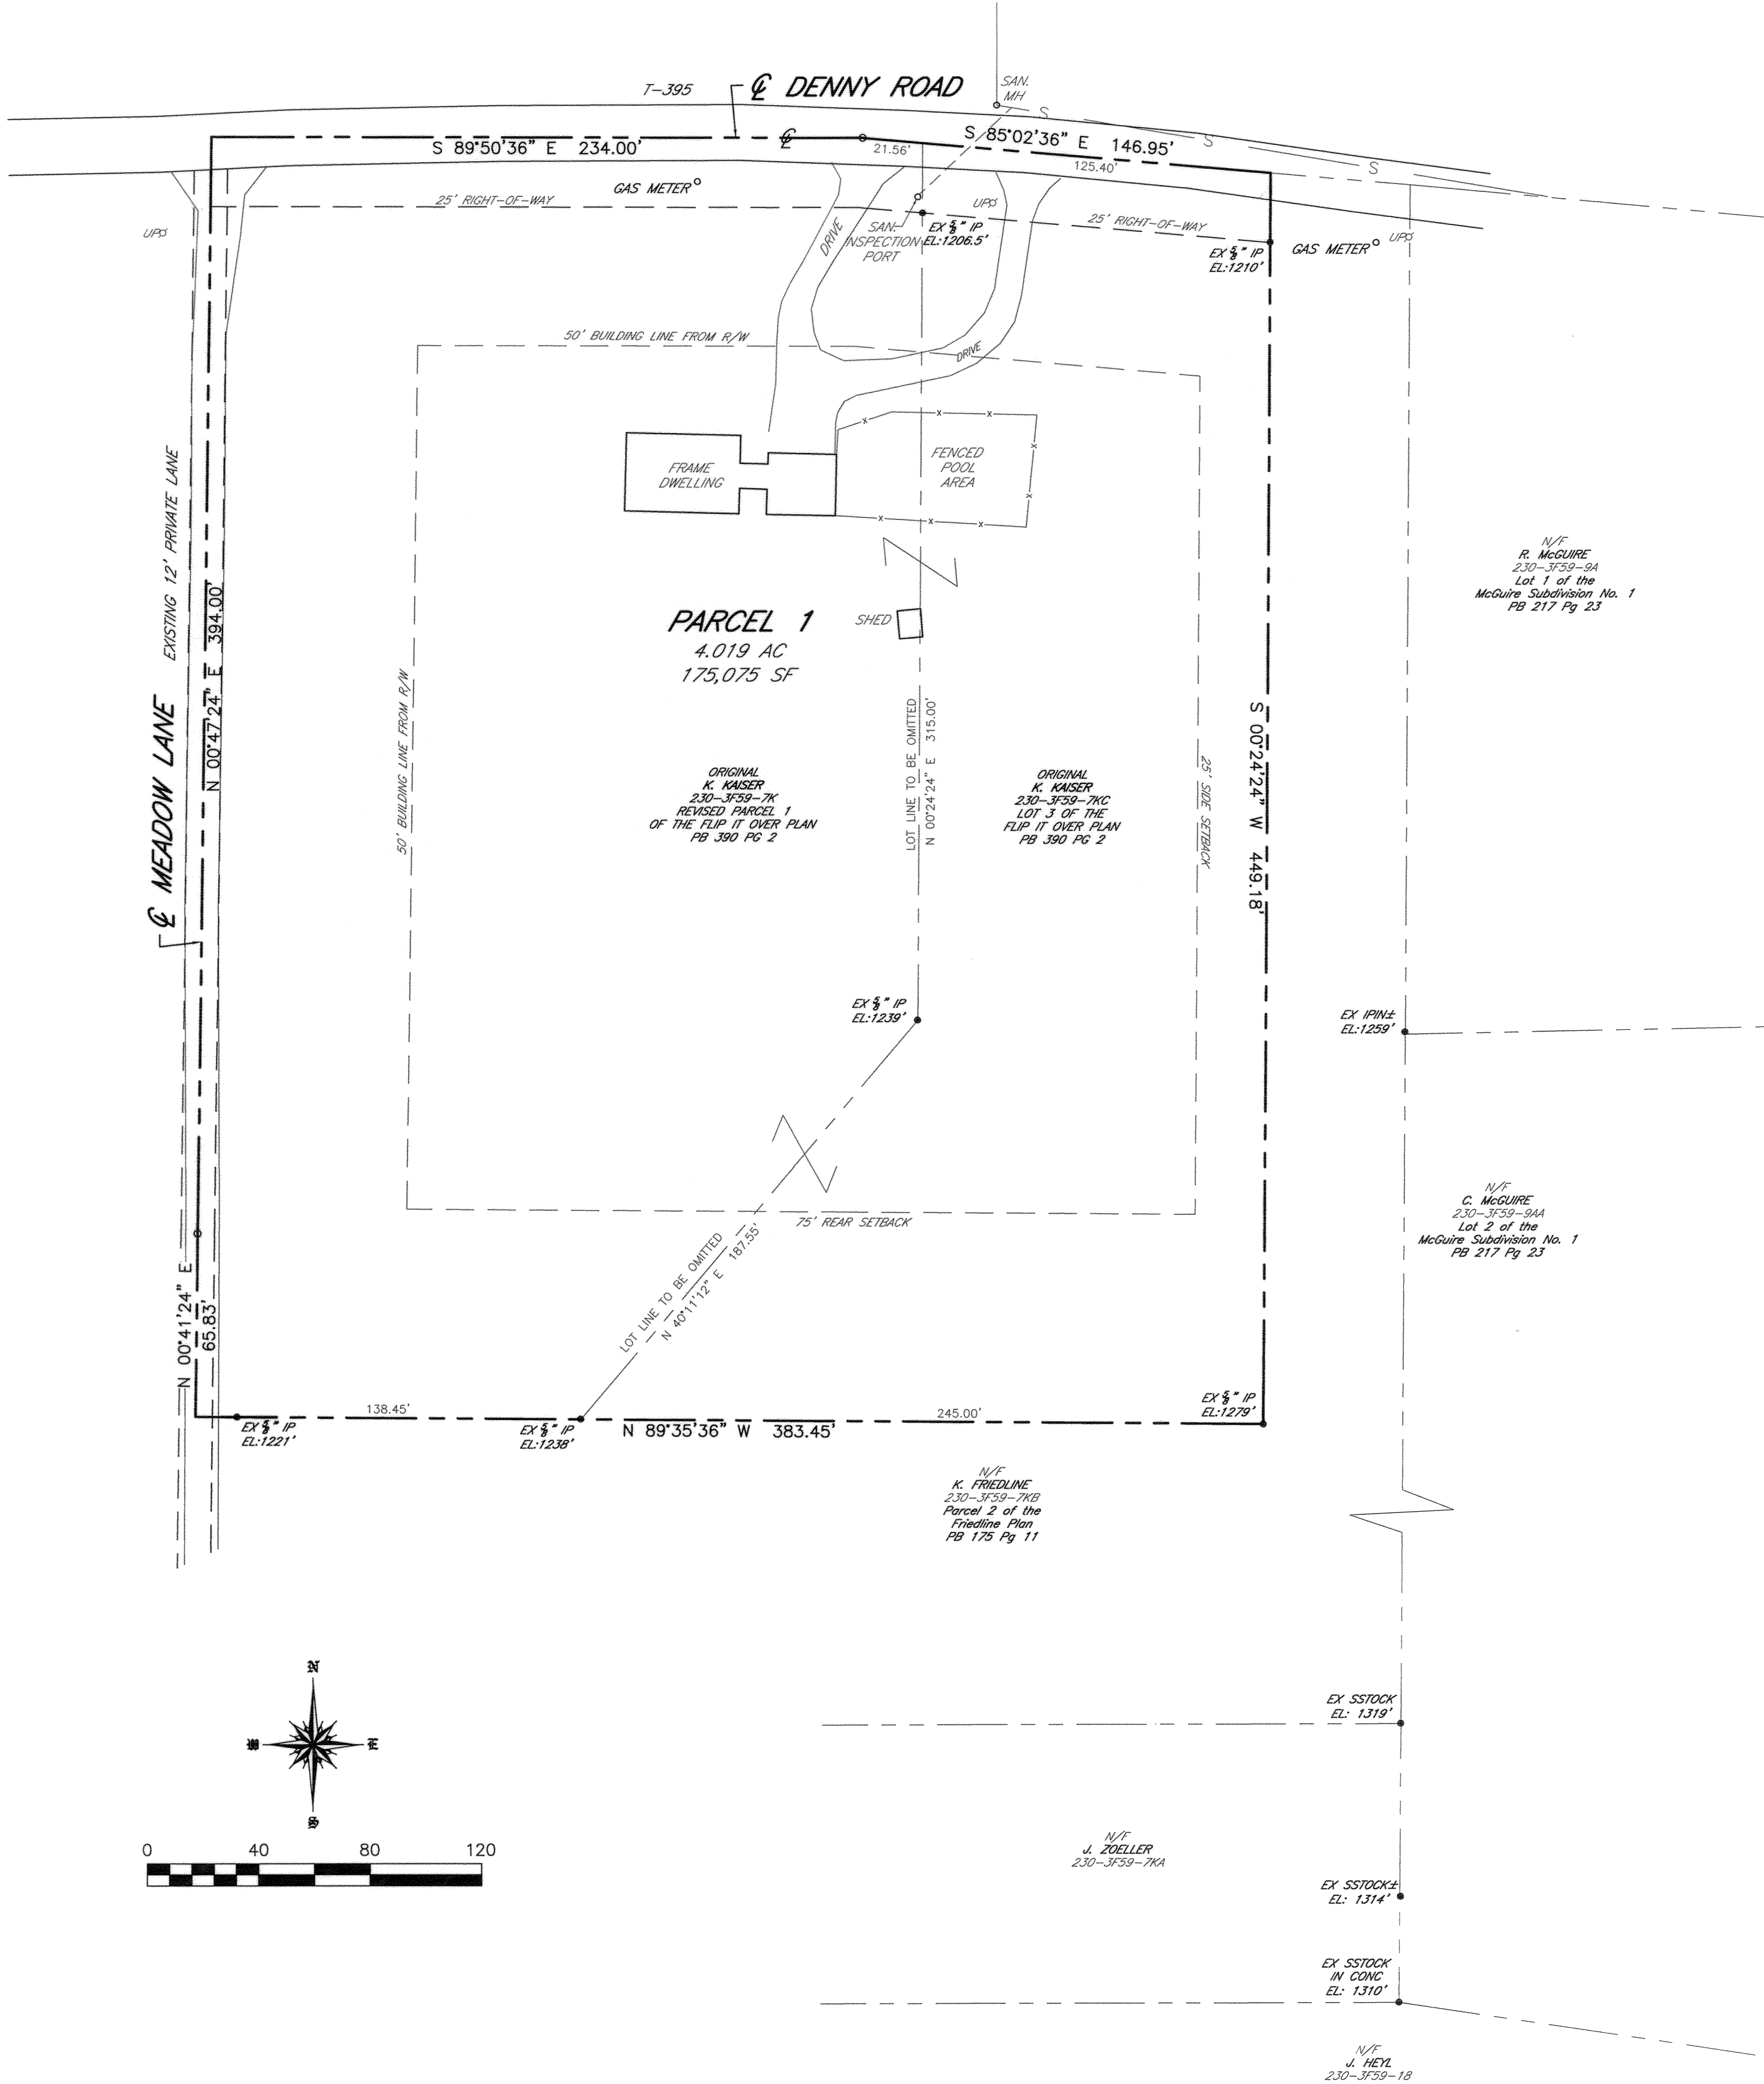 SAN.
MH
T-395
℄ DENNY ROAD
S
S
S
℄
S 89°50'36" E 234.00'
S 85°02'36" E 146.95'
21.56'
125.40'
GAS METER
25' RIGHT-OF-WAY
UP
DRIVE
SAN.
INSPECTION
PORT
EX 5/8" IP
EL:1206.5'
UP
25' RIGHT-OF-WAY
EX 5/8" IP
EL:1210'
GAS METER
UP
50' BUILDING LINE FROM R/W
DRIVE
FRAME
DWELLING
x
x
x
x
x
x
x
x
FENCED
POOL
AREA
EXISTING 12' PRIVATE LANE
N 00°47'24" E 394.00'
℄ MEADOW LANE
N/F
R. McGUIRE
230-3F59-9A
Lot 1 of the
McGuire Subdivision No. 1
PB 217 Pg 23
PARCEL 1
4.019 AC
175,075 SF
SHED
50' BUILDING LINE FROM R/W
LOT LINE TO BE OMITTED
N 00°24'24" E 315.00'
S 00°24'24" W 449.18'
25' SIDE SETBACK
ORIGINAL
K. KAISER
230-3F59-7K
REVISED PARCEL 1
OF THE FLIP IT OVER PLAN
PB 390 PG 2
ORIGINAL
K. KAISER
230-3F59-7KC
LOT 3 OF THE
FLIP IT OVER PLAN
PB 390 PG 2
EX 5/8" IP
EL:1239'
EX IPIN±
EL:1259'
N/F
C. McGUIRE
230-3F59-9AA
Lot 2 of the
McGuire Subdivision No. 1
PB 217 Pg 23
75' REAR SETBACK
LOT LINE TO BE OMITTED
N 40°11'12" E 187.55'
N 00°41'24" E
65.83'
138.45'
245.00'
EX 5/8" IP
EL:1221'
EX 5/8" IP
EL:1238'
N 89°35'36" W 383.45'
EX 5/8" IP
EL:1279'
N/F
K. FRIEDLINE
230-3F59-7KB
Parcel 2 of the
Friedline Plan
PB 175 Pg 11
N
W
E
S
EX SSTOCK
EL: 1319'
0 40 80 120
N/F
J. ZOELLER
230-3F59-7KA
EX SSTOCK±
EL: 1314'
EX SSTOCK
IN CONC
EL: 1310'
N/F
J. HEYL
230-3F59-18